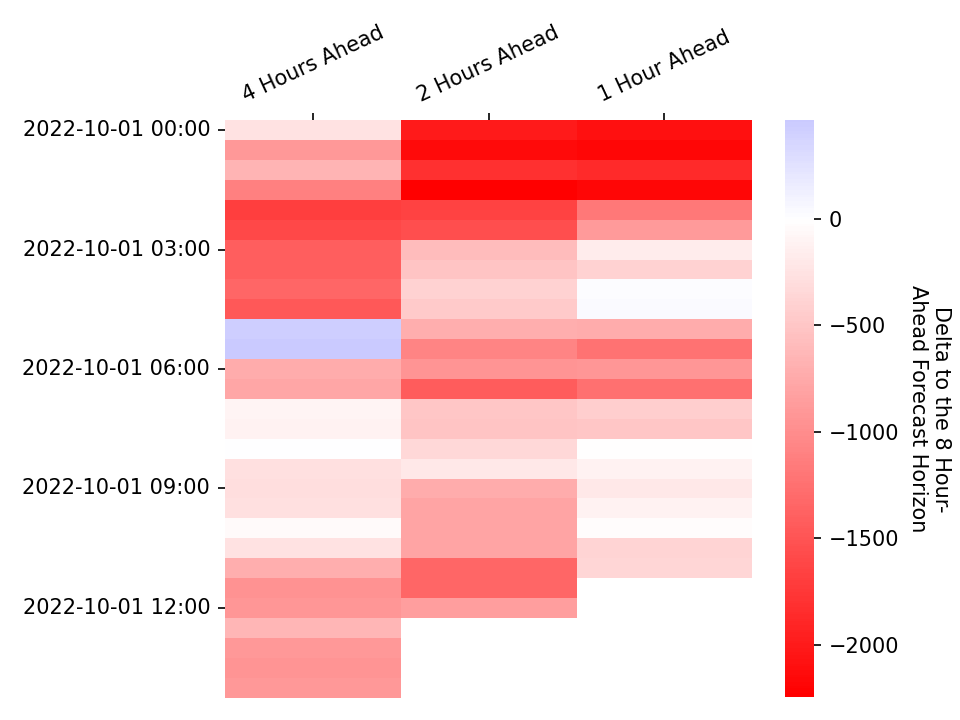 4 Hours Ahead
2 Hours Ahead
1 Hour Ahead
2022-10-01 00:00
2022-10-01 03:00
2022-10-01 06:00
2022-10-01 09:00
2022-10-01 12:00
0
−500
−1000
−1500
−2000
Delta to the 8 Hour-
Ahead Forecast Horizon